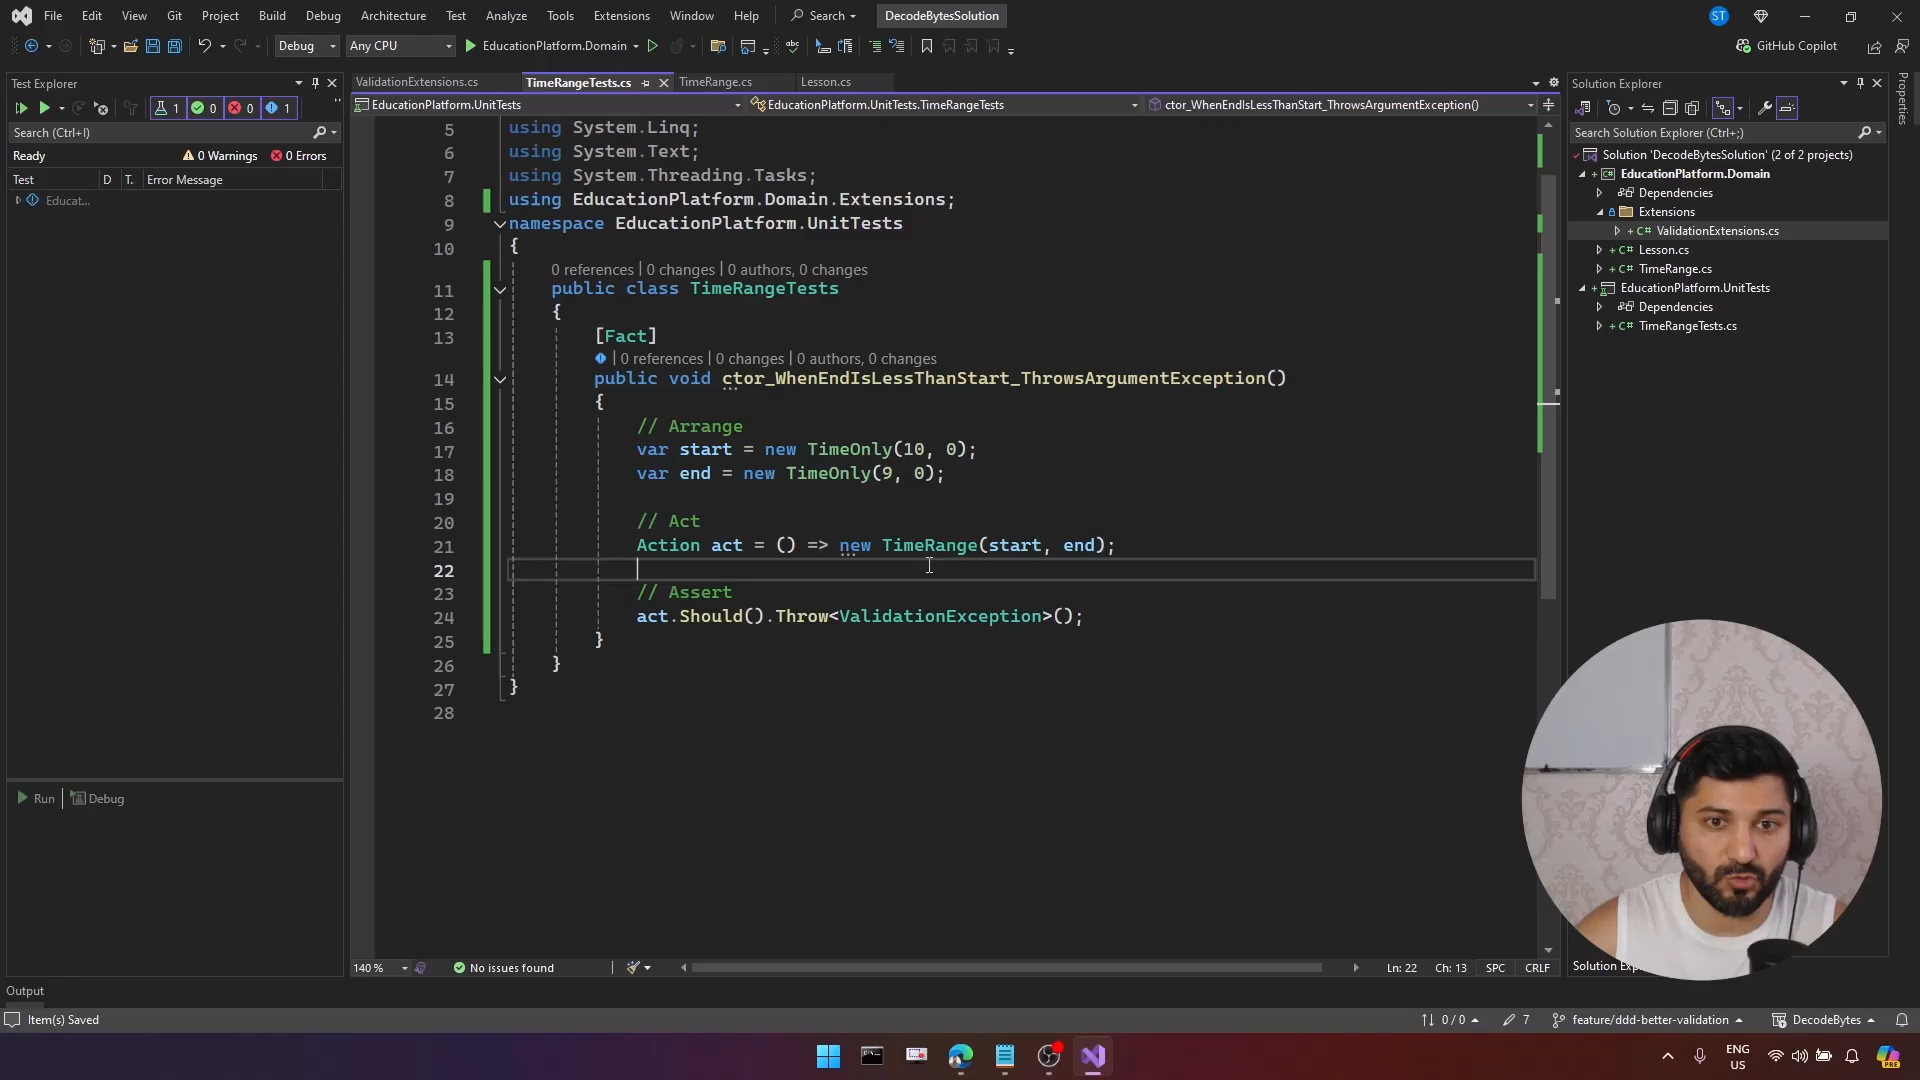 File Edit View Git Project Build Debug Architecture Test Analyze Tools Extensions Window Help Search DecodeBytesSolution ST
Debug Any CPU EducationPlatform.Domain GitHub Copilot
Test Explorer
1 0 0 1
Search (Ctrl+I)
Ready 0 Warnings 0 Errors
Test D T. Error Message
Educat...
Run Debug
ValidationExtensions.cs TimeRangeTests.cs TimeRange.cs Lesson.cs
EducationPlatform.UnitTests EducationPlatform.UnitTests.TimeRangeTests ctor_WhenEndIsLessThanStart_ThrowsArgumentException()
5 using System.Linq;
6 using System.Text;
7 using System.Threading.Tasks;
8 using EducationPlatform.Domain.Extensions;
9 namespace EducationPlatform.UnitTests
10 {
0 references | 0 changes | 0 authors, 0 changes
11 public class TimeRangeTests
12 {
13 [Fact]
| 0 references | 0 changes | 0 authors, 0 changes
14 public void ctor_WhenEndIsLessThanStart_ThrowsArgumentException()
15 {
16 // Arrange
17 var start = new TimeOnly(10, 0);
18 var end = new TimeOnly(9, 0);
19
20 // Act
21 Action act = () => new TimeRange(start, end);
22
23 // Assert
24 act.Should().Throw<ValidationException>();
25 }
26 }
27 }
28
140 % No issues found Ln: 22 Ch: 13 SPC CRLF
Solution Explorer
Search Solution Explorer (Ctrl+;)
Solution 'DecodeBytesSolution' (2 of 2 projects)
EducationPlatform.Domain
Dependencies
Extensions
ValidationExtensions.cs
Lesson.cs
TimeRange.cs
EducationPlatform.UnitTests
Dependencies
TimeRangeTests.cs
Properties
Solution Exp
Output
Item(s) Saved 0 / 0 7 feature/ddd-better-validation DecodeBytes
ENG
US
PRE